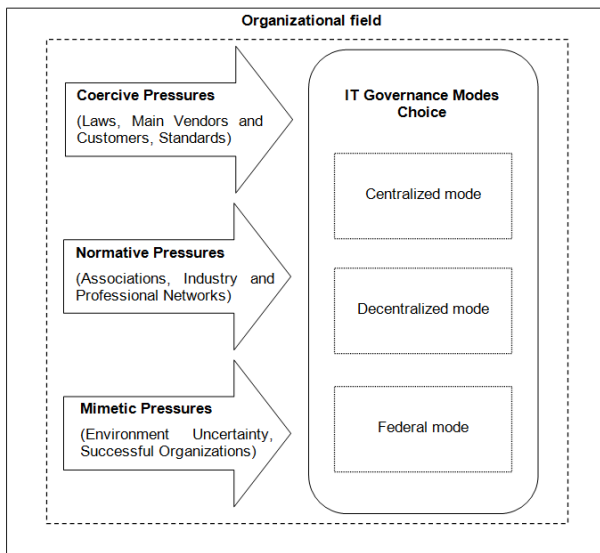 Organizational field
Coercive Pressures
(Laws, Main Vendors and
Customers, Standards)
Normative Pressures
(Associations, Industry and
Professional Networks)
Mimetic Pressures
(Environment Uncertainty,
Successful Organizations)
IT Governance Modes
Choice
Centralized mode
Decentralized mode
Federal mode